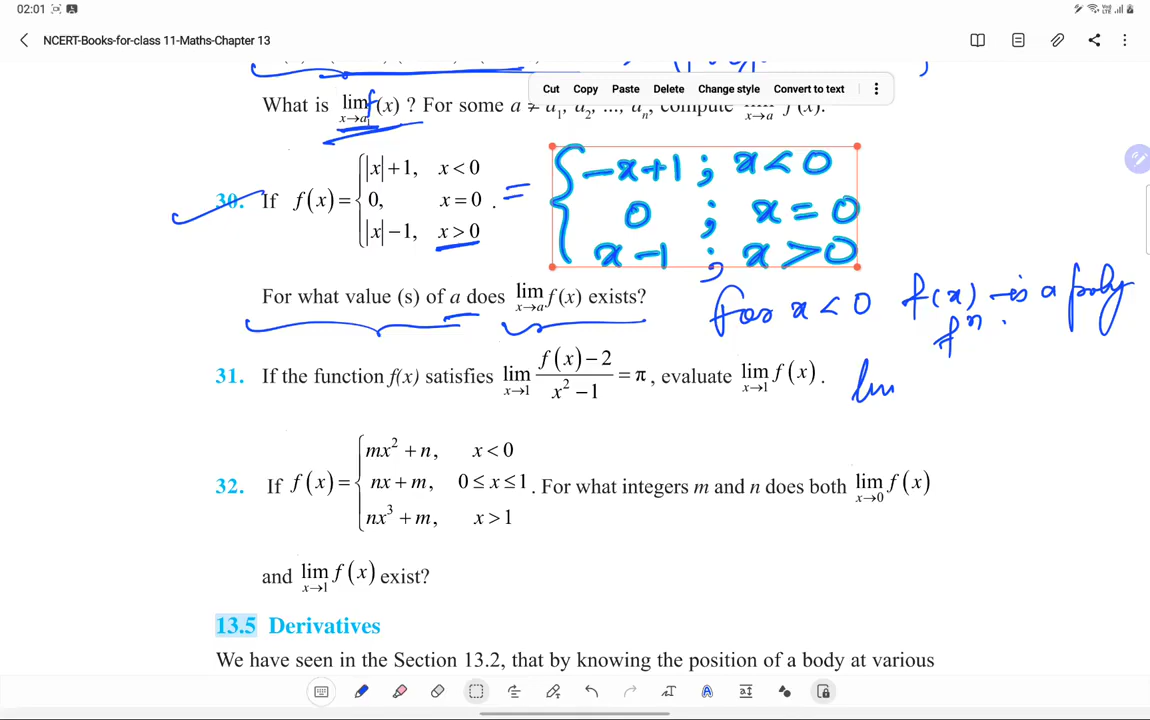 02:01
NCERT-Books-for-class 11-Maths-Chapter 13
Cut Copy Paste Delete Change style Convert to text
What is lim x→a₁ f(x) ? For some a ≠ a₁, a₂, ..., aₙ, compute lim x→a f (x).
30. If f(x) = { |x|+1, x<0 = { -x+1 ; x<0
0, x=0 . 0 ; x=0
|x|−1, x>0 x-1 ; x>0
For what value (s) of a does lim x→a f(x) exists?
for x<0 f(x) is a poly
fⁿ.
31. If the function f(x) satisfies lim x→1 (f(x)−2)/(x²−1) = π, evaluate lim x→1 f(x). lim
32. If f(x) = { mx²+n, x<0
nx+m, 0≤x≤1 . For what integers m and n does both lim x→0 f(x)
nx³+m, x>1
and lim x→1 f(x) exist?
13.5 Derivatives
We have seen in the Section 13.2, that by knowing the position of a body at various